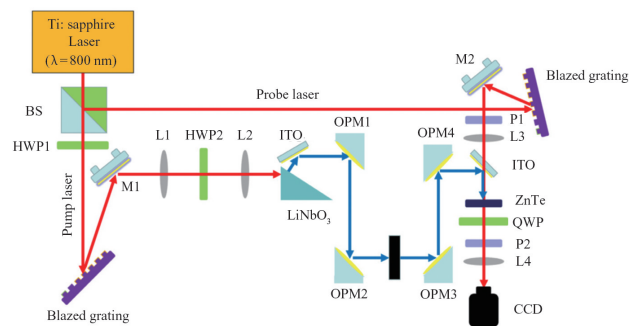 Ti: sapphire
Laser
(λ=800 nm)
BS
HWP1
Pump laser
Blazed grating
M1
Probe laser
L1
HWP2
L2
ITO
LiNbO3
OPM1
OPM2
OPM3
OPM4
M2
Blazed grating
P1
L3
ITO
ZnTe
QWP
P2
L4
CCD